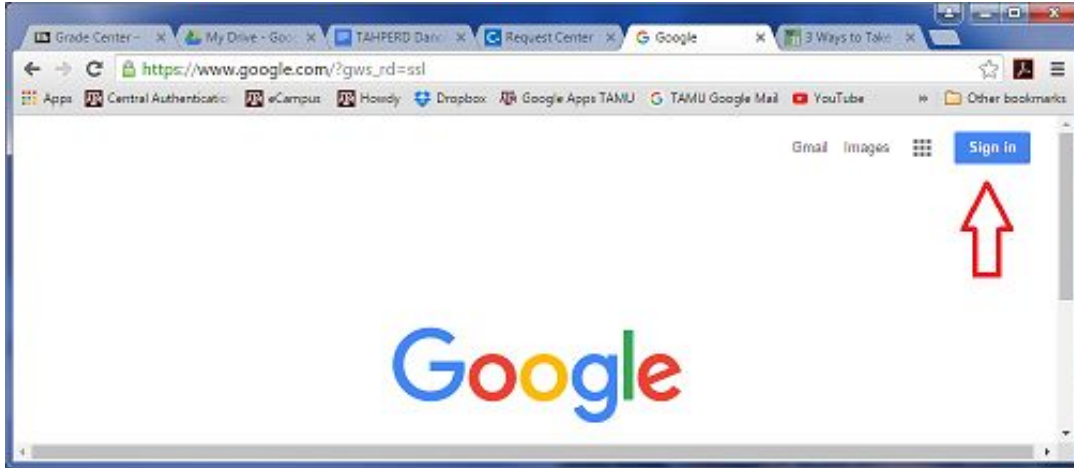 Grade Center - My Drive - Goo TAHPERD Danc Request Center Google 3 Ways to Take
https://www.google.com/?gws_rd=ssl
Apps Central Authenticatio eCampus Howdy Dropbox Google Apps TAMU TAMU Google Mail YouTube » Other bookmarks
Gmail Images Sign in
Google